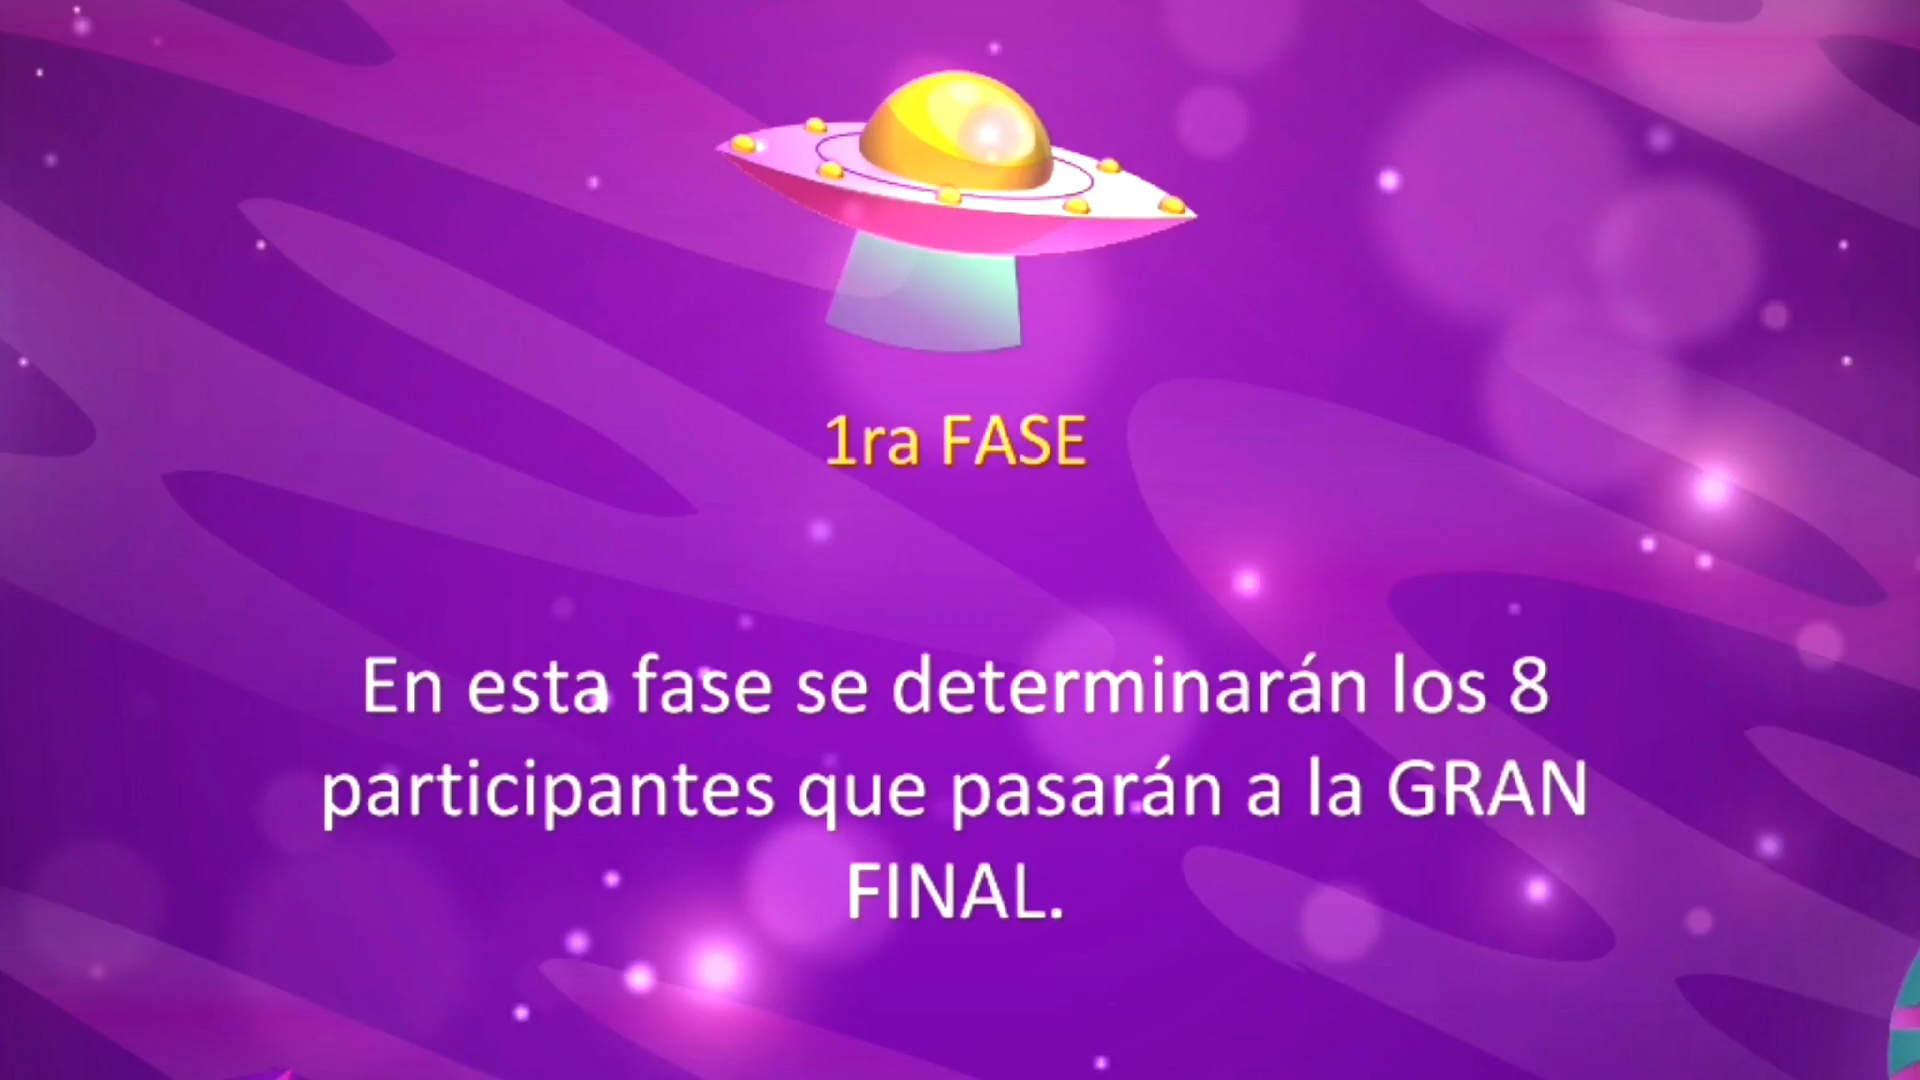 1ra FASE
En esta fase se determinarán los 8
participantes que pasarán a la GRAN
FINAL.